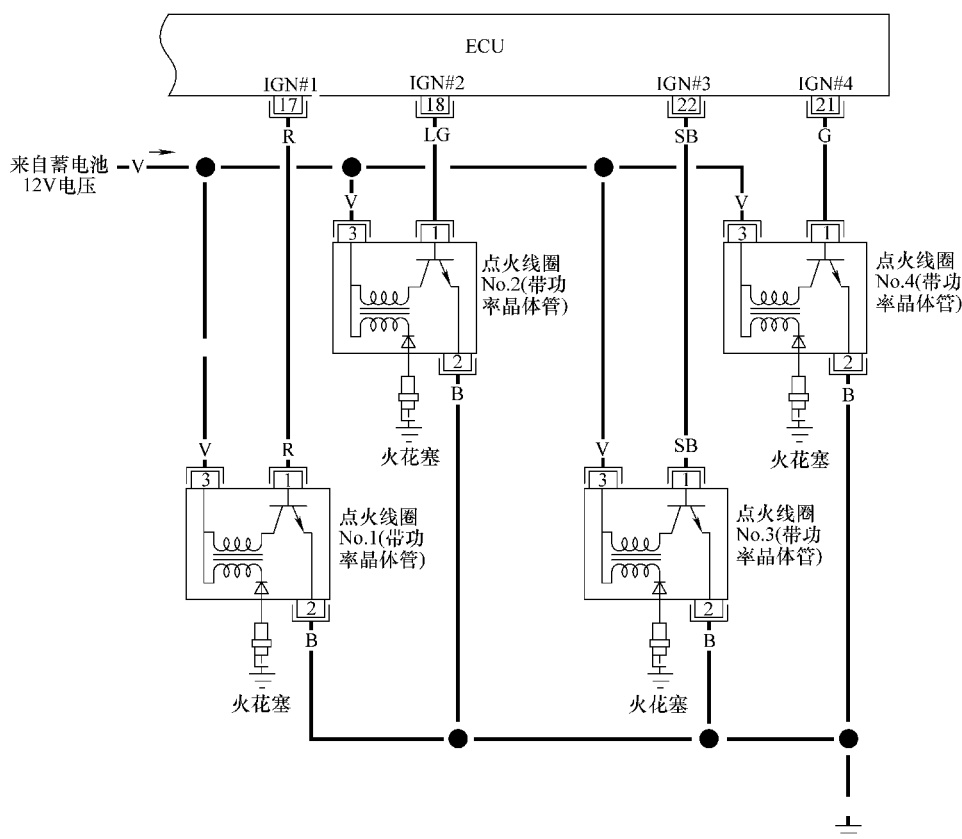 ECU
IGN#1
IGN#2
IGN#3
IGN#4
17
18
22
21
R
LG
SB
G
来自蓄电池
12V电压
V
V
V
3
1
3
1
点火线圈
No.2(带功
率晶体管)
点火线圈
No.4(带功
率晶体管)
2
2
B
B
火花塞
火花塞
V
R
V
SB
3
1
3
1
点火线圈
No.1(带功
率晶体管)
点火线圈
No.3(带功
率晶体管)
2
2
B
B
火花塞
火花塞